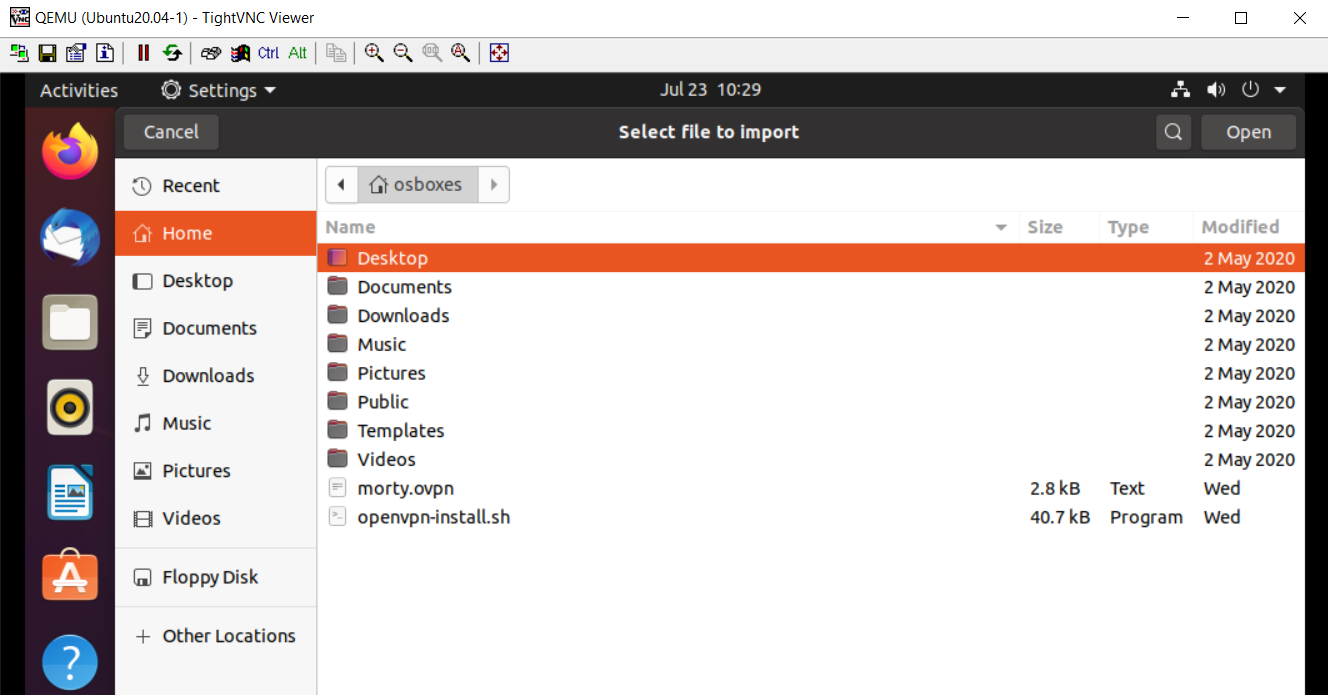 QEMU (Ubuntu20.04-1) - TightVNC Viewer
Ctrl Alt
Activities Settings Jul 23 10:29
Cancel Select file to import Open
Recent
Home
Desktop
Documents
Downloads
Music
Pictures
Videos
Floppy Disk
+ Other Locations
osboxes
Name Size Type Modified
Desktop 2 May 2020
Documents 2 May 2020
Downloads 2 May 2020
Music 2 May 2020
Pictures 2 May 2020
Public 2 May 2020
Templates 2 May 2020
Videos 2 May 2020
morty.ovpn 2.8 kB Text Wed
openvpn-install.sh 40.7 kB Program Wed
?